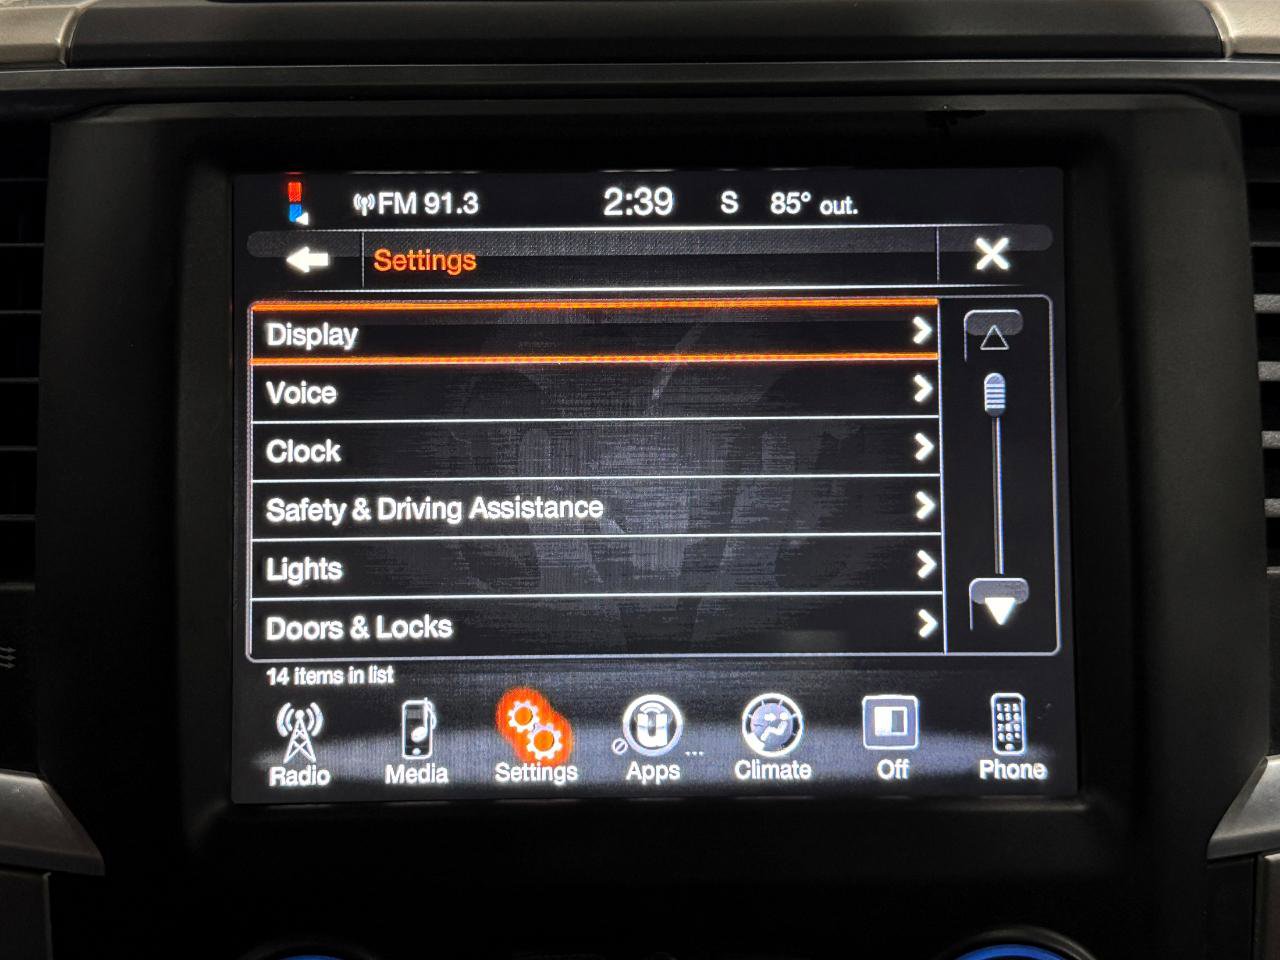 FM 91.3 2:39 S 85° out.
Settings
Display
Voice
Clock
Safety & Driving Assistance
Lights
Doors & Locks
14 items in list
Radio Media Settings Apps Climate Off Phone